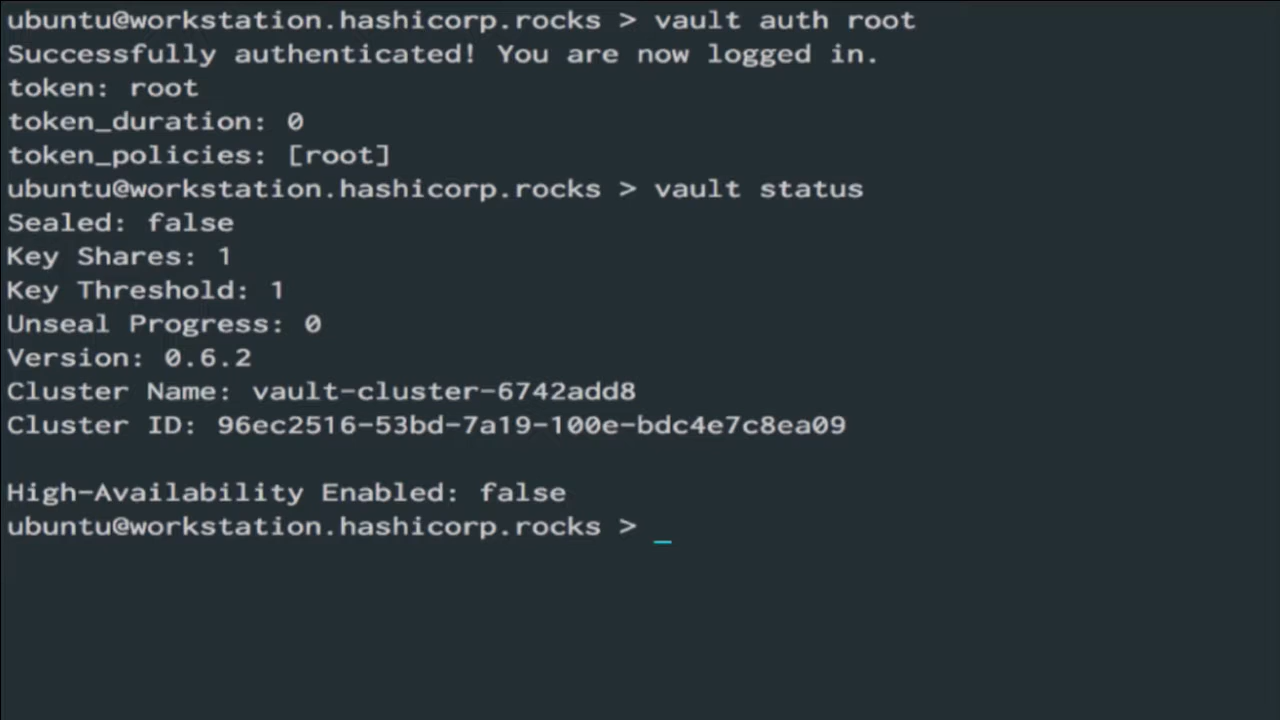 ubuntu@workstation.hashicorp.rocks > vault auth root
Successfully authenticated! You are now logged in.
token: root
token_duration: 0
token_policies: [root]
ubuntu@workstation.hashicorp.rocks > vault status
Sealed: false
Key Shares: 1
Key Threshold: 1
Unseal Progress: 0
Version: 0.6.2
Cluster Name: vault-cluster-6742add8
Cluster ID: 96ec2516-53bd-7a19-100e-bdc4e7c8ea09
High-Availability Enabled: false
ubuntu@workstation.hashicorp.rocks > _